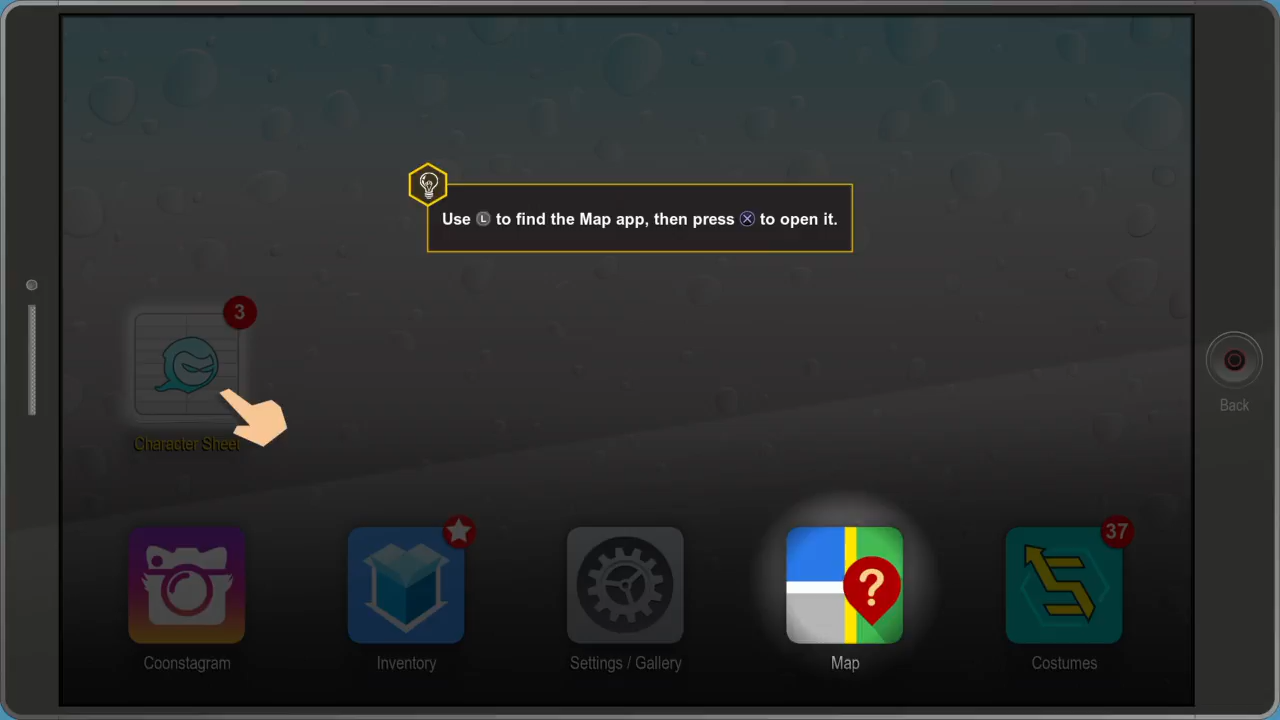 Use L to find the Map app, then press X to open it.
3
Character Sheet
Back
37
?
Coonstagram
Inventory
Settings / Gallery
Map
Costumes